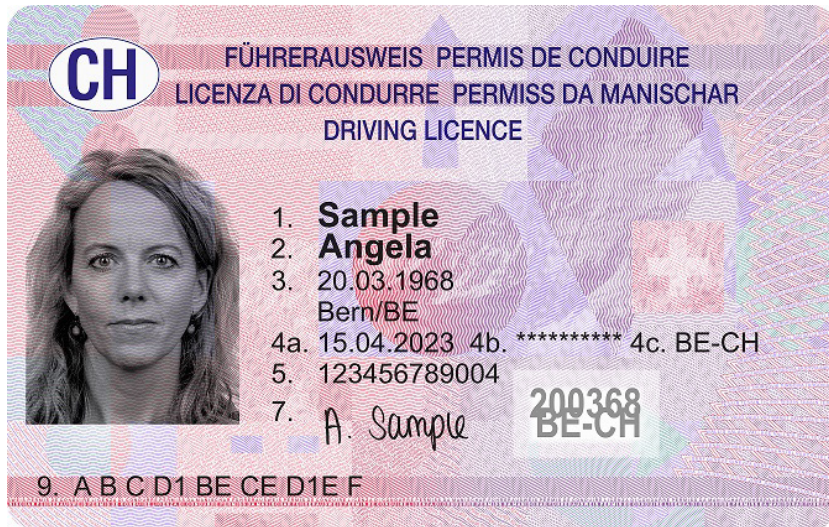 CH
FÜHRERAUSWEIS PERMIS DE CONDUIRE
LICENZA DI CONDURRE PERMISS DA MANISCHAR
DRIVING LICENCE
1. Sample
2. Angela
3. 20.03.1968
Bern/BE
4a. 15.04.2023 4b. ********** 4c. BE-CH
5. 123456789004
7. A. Sample
200368
BE-CH
9. A B C D1 BE CE D1E F